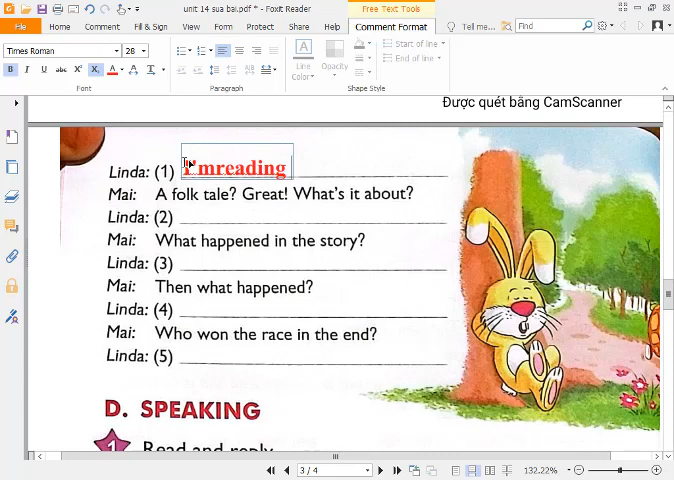 unit 14 sua bai.pdf * - Foxit Reader
Free Text Tools
File
Home
Comment
Fill & Sign
Perform
Protect
Comment Format
Tell me...
Find
Times Roman
28
Line Color
Opacity
Start of line
End of line
Font
Paragraph
Shape Style
Được quét bằng CamScanner
Linda: (1) I'mreading
Mai: A folk tale? Great! What's it about?
Linda: (2)
Mai: What happened in the story?
Linda: (3)
Mai: Then what happened?
Linda: (4)
Mai: Who won the race in the end?
Linda: (5)
D. SPEAKING
1 Read and reply
3 / 4
132.22%